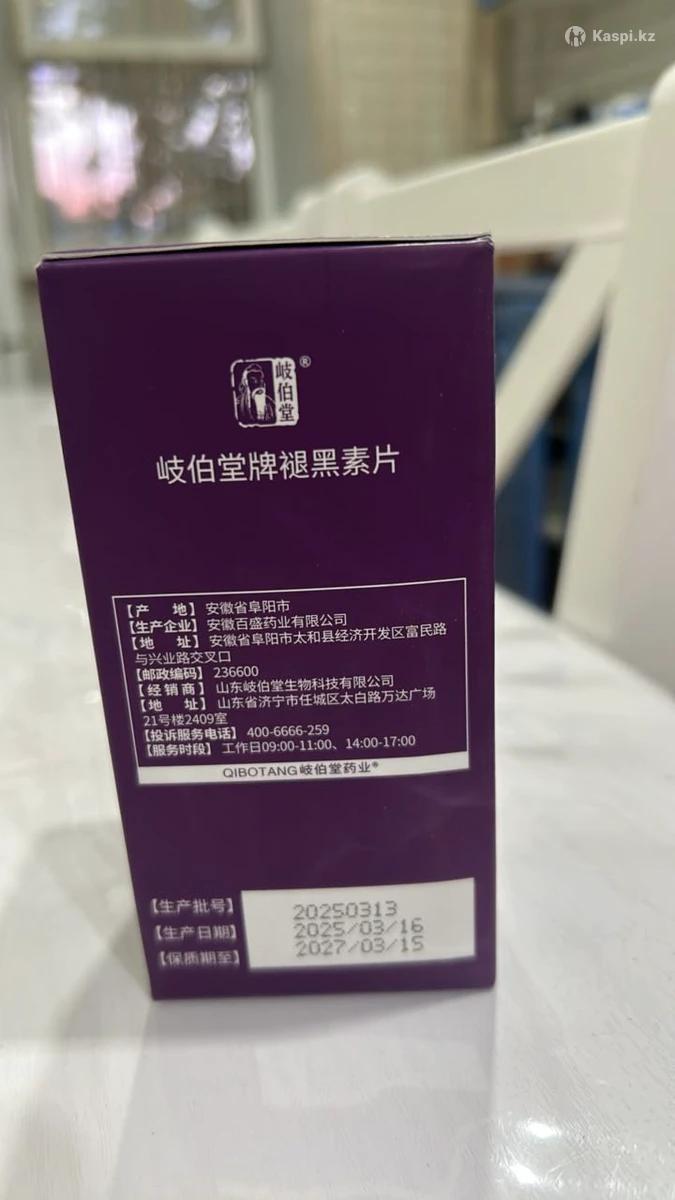 Kaspi.kz
岐伯堂®
岐伯堂牌褪黑素片
【产 地】安徽省阜阳市
【生产企业】安徽百盛药业有限公司
【地 址】安徽省阜阳市太和县经济开发区富民路
与兴业路交叉口
【邮政编码】236600
【经销商】山东岐伯堂生物科技有限公司
【地 址】山东省济宁市任城区太白路万达广场
21号楼2409室
【投诉服务电话】400-6666-259
【服务时段】工作日09:00-11:00、14:00-17:00
QIBOTANG岐伯堂药业®
【生产批号】20250313
【生产日期】2025/03/16
【保质期至】2027/03/15